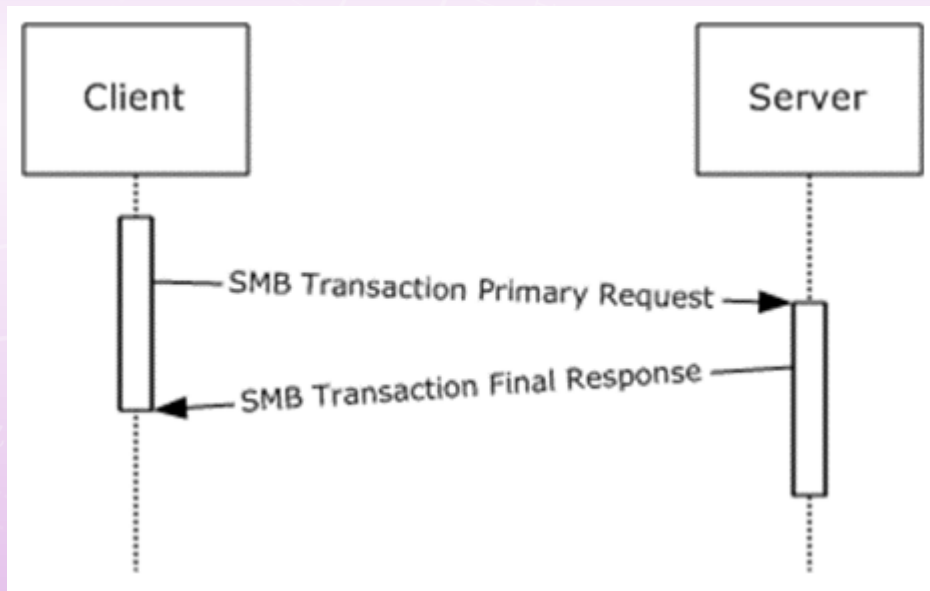 Client
Server
SMB Transaction Primary Request
SMB Transaction Final Response